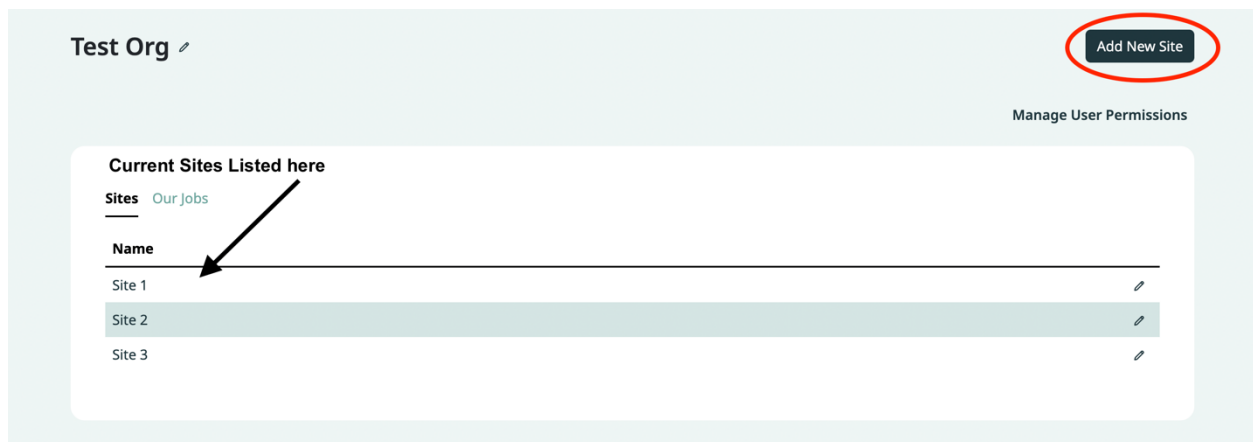 Test Org
Add New Site
Manage User Permissions
Current Sites Listed here
Sites Our Jobs
Name
Site 1
Site 2
Site 3